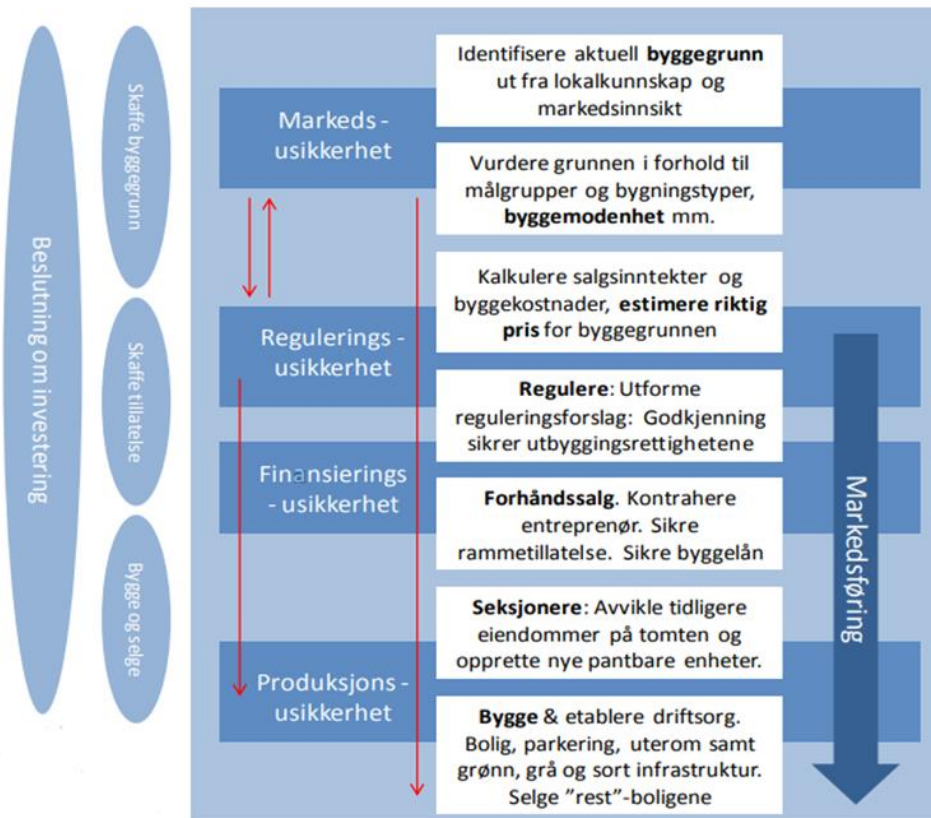 Beslutning om investering
Skaffe byggegrunn
Skaffe tillatelse
Bygge og selge
Markeds -
usikkerhet
Regulerings -
usikkerhet
Finansierings
- usikkerhet
Produksjons -
usikkerhet
Identifisere aktuell byggegrunn
ut fra lokalkunnskap og
markedsinnsikt
Vurdere grunnen i forhold til
målgrupper og bygningstyper,
byggemodenhet mm.
Kalkulere salgsinntekter og
byggekostnader, estimere riktig
pris for byggegrunnen
Regulere: Utforme
reguleringsforslag: Godkjenning
sikrer utbyggingsrettighetene
Forhåndssalg. Kontrahere
entreprenør. Sikre
rammetillatelse. Sikre byggelån
Seksjonere: Avvikle tidligere
eiendommer på tomten og
opprette nye pantbare enheter.
Bygge & etablere driftsorg.
Bolig, parkering, uterom samt
grønn, grå og sort infrastruktur.
Selge ”rest”-boligene
Markedsføring